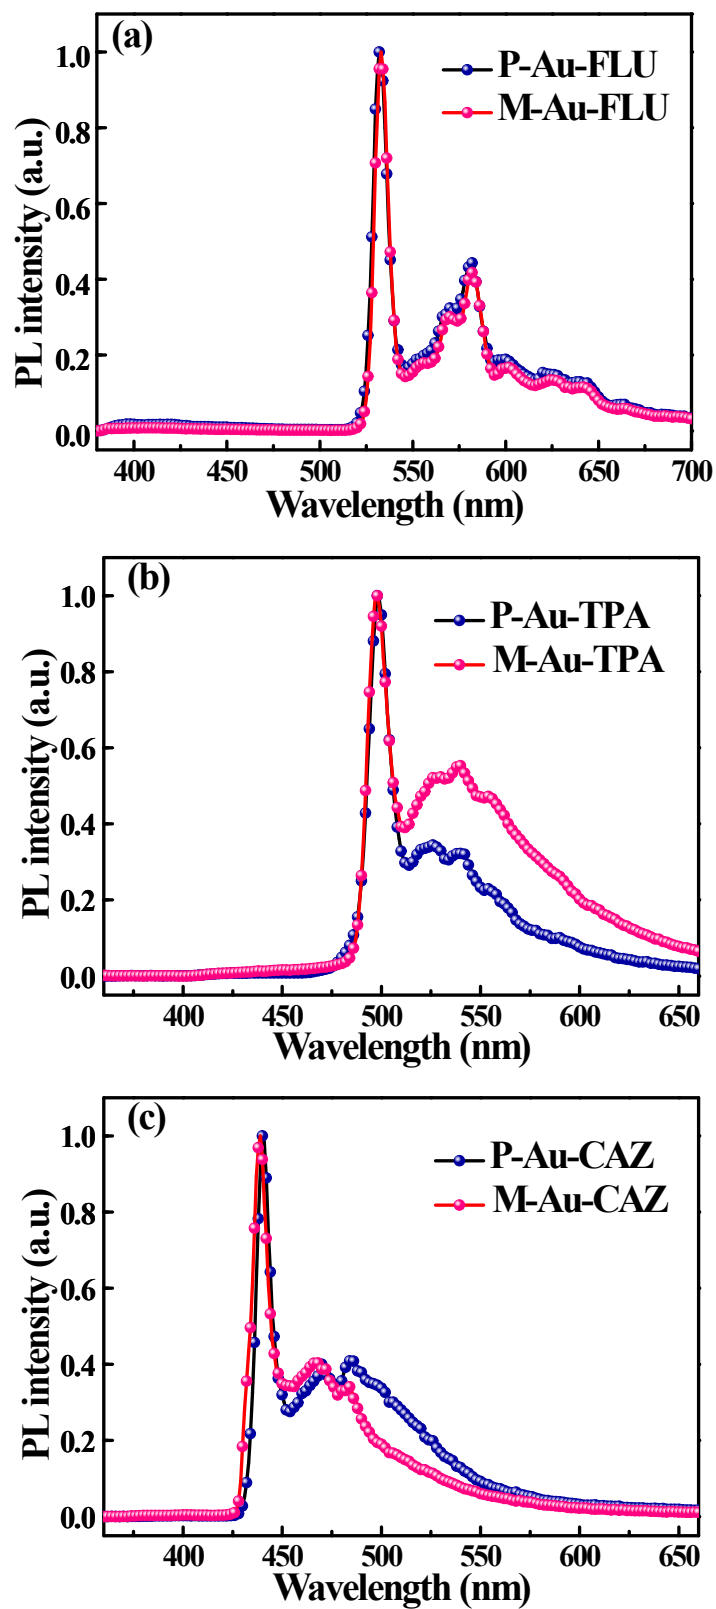 (a)
P-Au-FLU
M-Au-FLU
PL intensity (a.u.)
1.0
0.8
0.6
0.4
0.2
0.0
400 450 500 550 600 650 700
Wavelength (nm)
(b)
P-Au-TPA
M-Au-TPA
PL intensity (a.u.)
1.0
0.8
0.6
0.4
0.2
0.0
400 450 500 550 600 650
Wavelength (nm)
(c)
P-Au-CAZ
M-Au-CAZ
PL intensity (a.u.)
1.0
0.8
0.6
0.4
0.2
0.0
400 450 500 550 600 650
Wavelength (nm)